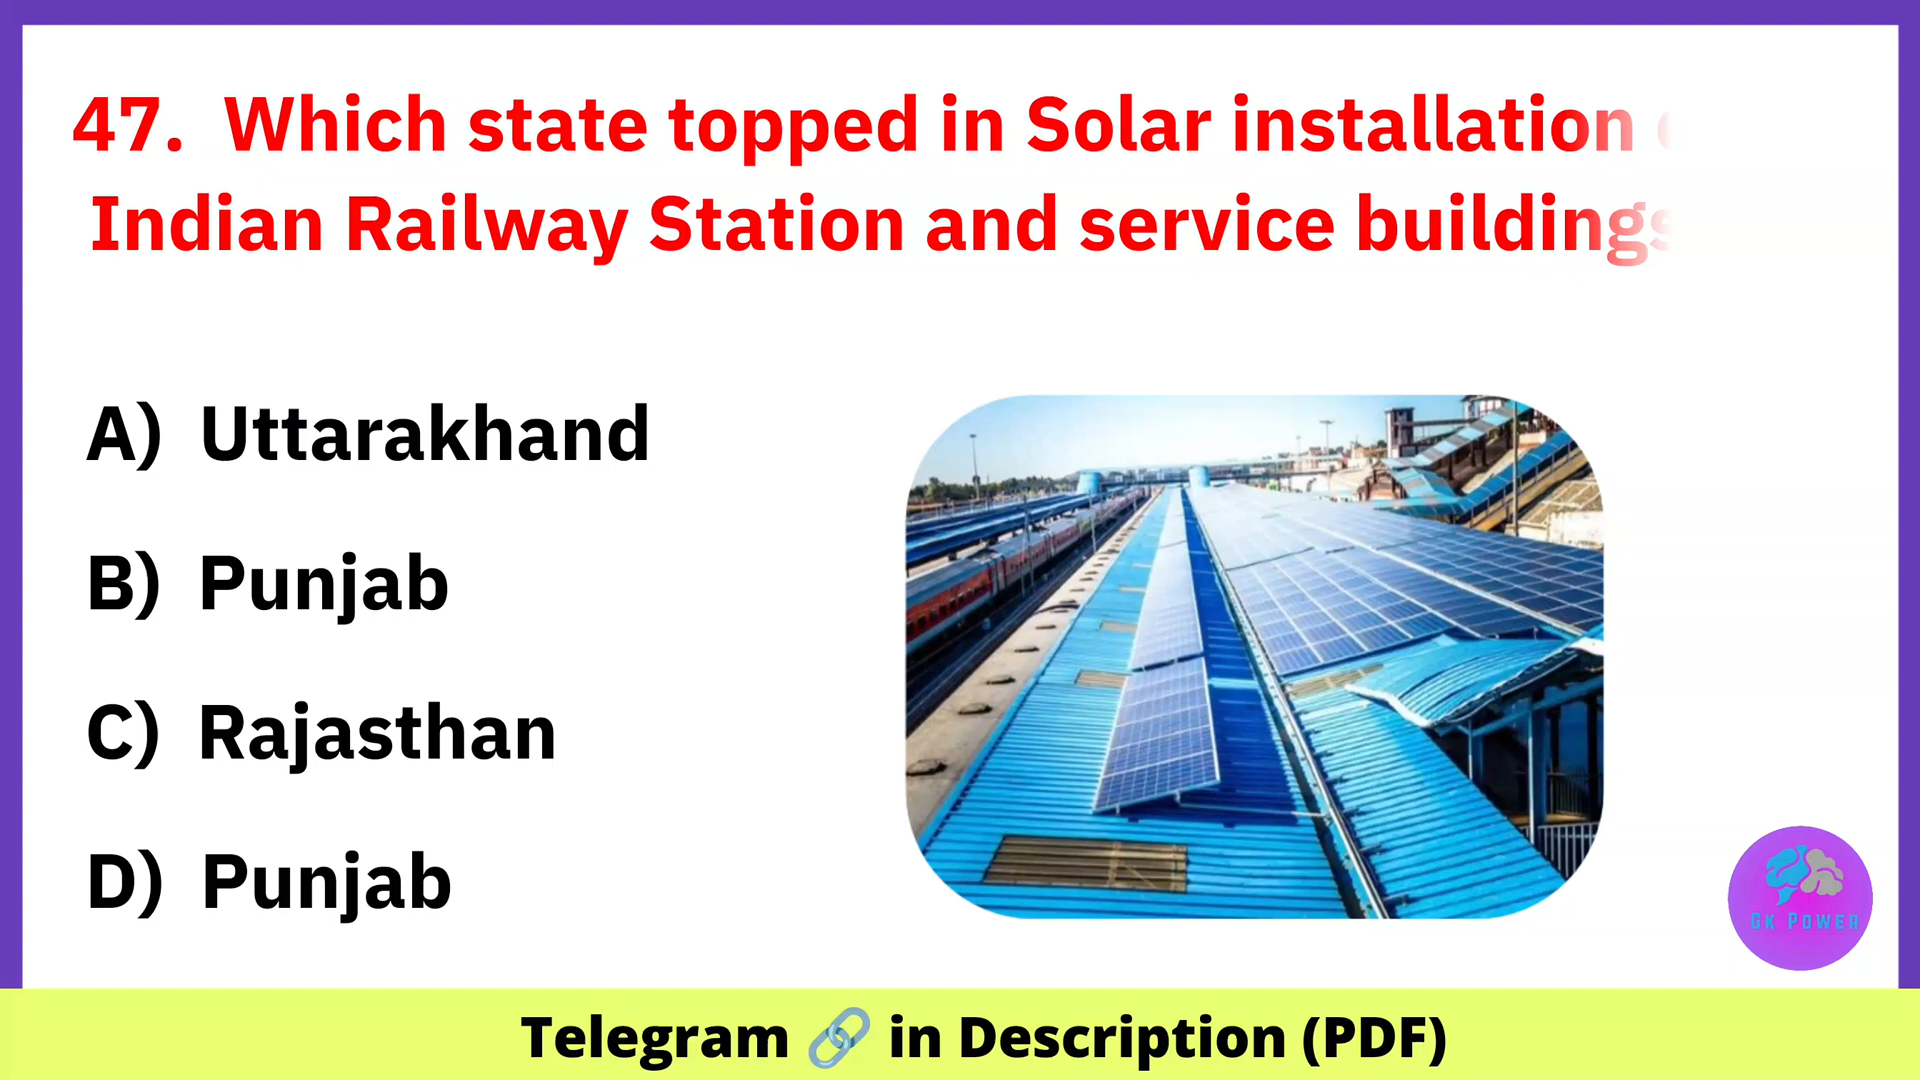 47. Which state topped in Solar installation
Indian Railway Station and service buildings
A) Uttarakhand
B) Punjab
C) Rajasthan
D) Punjab
GK POWER
Telegram 🔗 in Description (PDF)